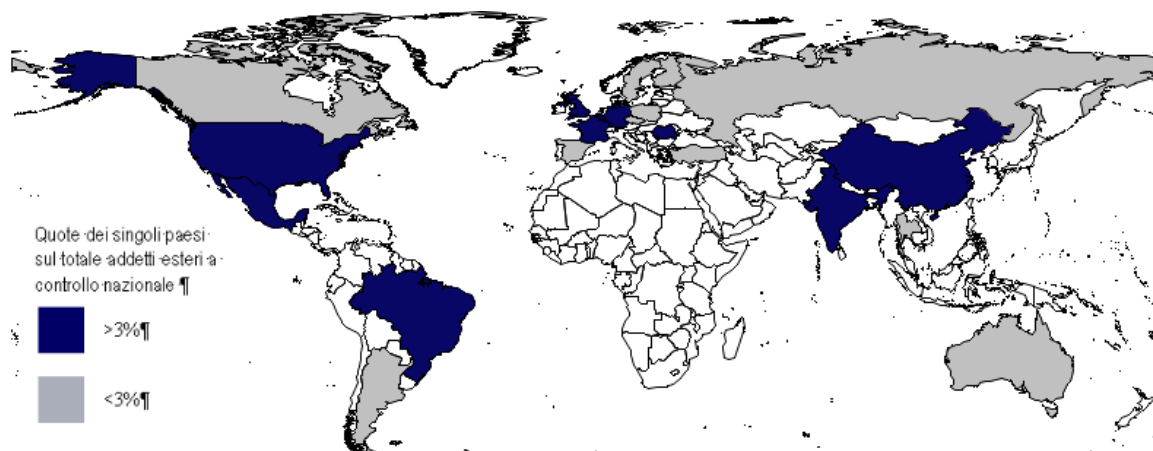 Quote·dei·singoli·paesi·
sul·totale·addetti·esteri·a·
controllo·nazionale·¶
>3%¶
<3%¶